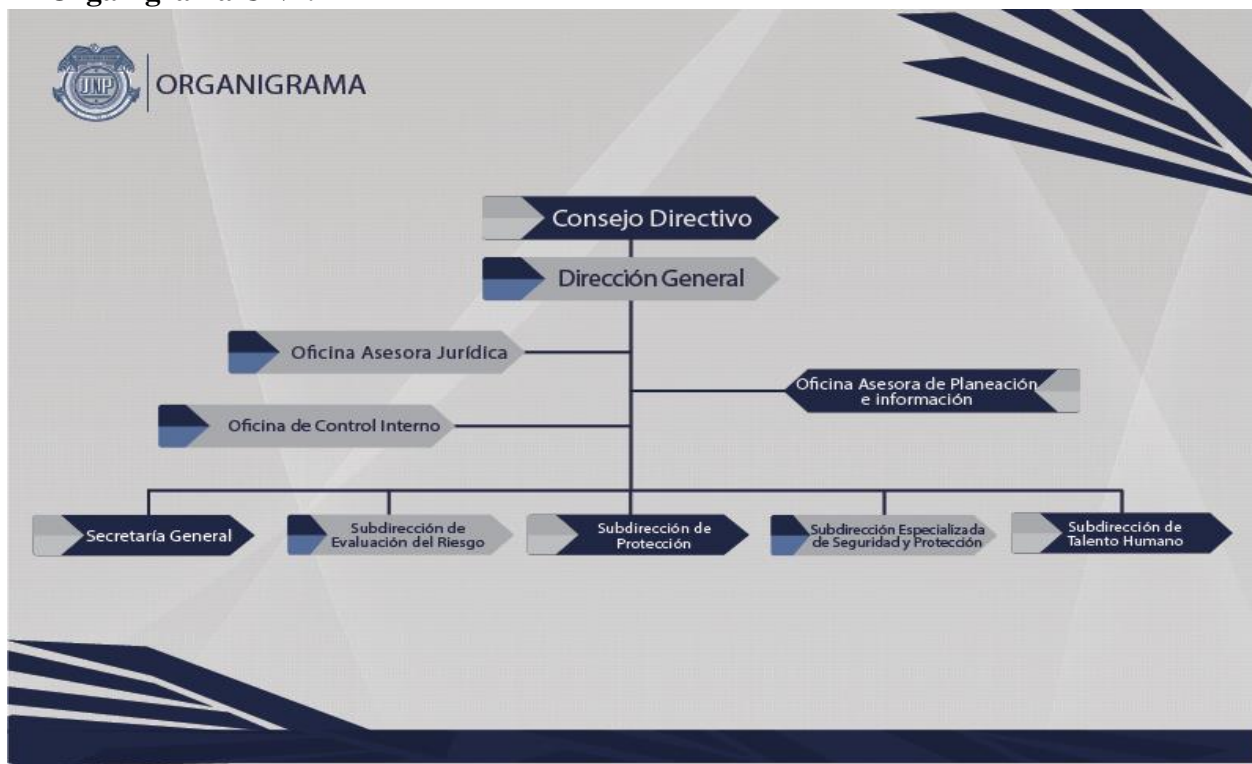 UNP
ORGANIGRAMA
Consejo Directivo
Dirección General
Oficina Asesora Jurídica
Oficina Asesora de Planeación
e información
Oficina de Control Interno
Secretaría General
Subdirección de
Evaluación del Riesgo
Subdirección de
Protección
Subdirección Especializada
de Seguridad y Protección
Subdirección de
Talento Humano